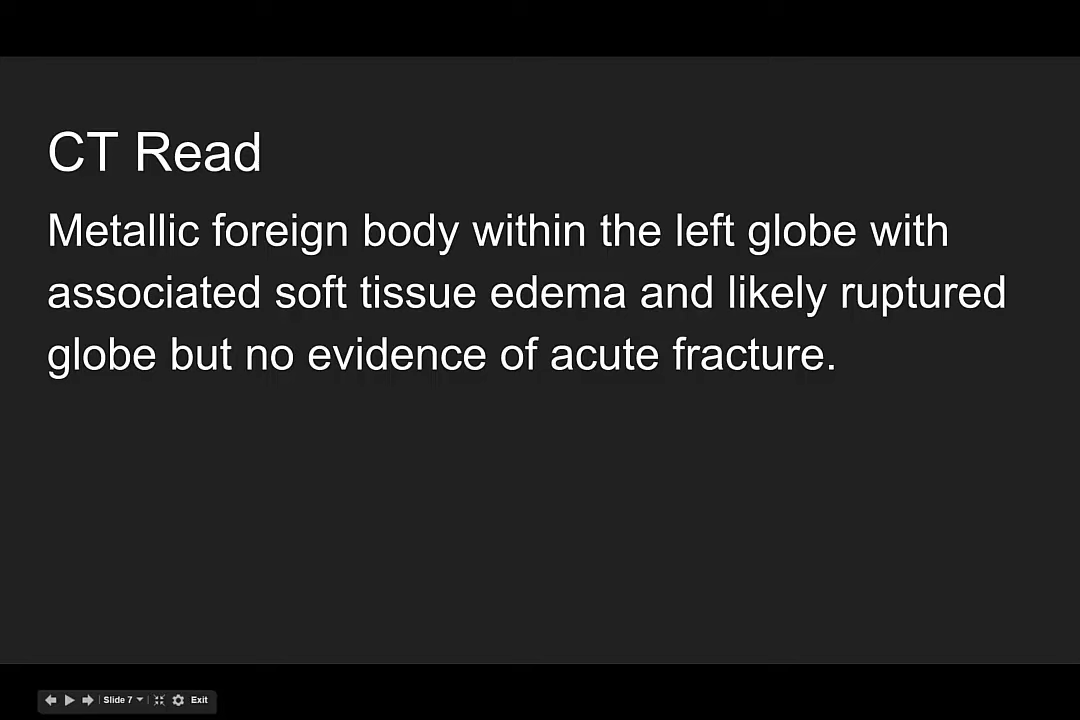 CT Read
Metallic foreign body within the left globe with
associated soft tissue edema and likely ruptured
globe but no evidence of acute fracture.
Slide 7 Exit